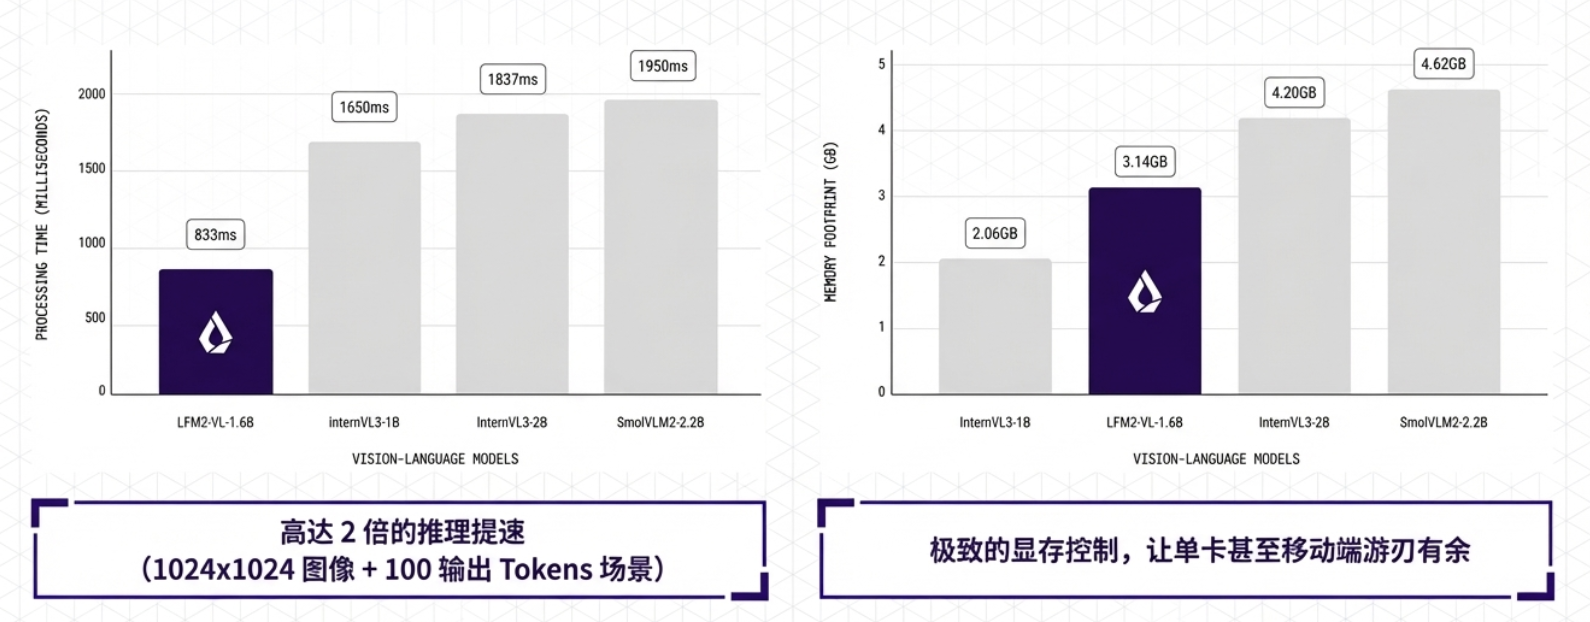 PROCESSING TIME (MILLISECONDS)
2000
1500
1000
500
0
833ms
1650ms
1837ms
1950ms
LFM2-VL-1.6B
internVL3-1B
InternVL3-2B
SmolVLM2-2.2B
VISION-LANGUAGE MODELS
高达 2 倍的推理提速
（1024x1024 图像 + 100 输出 Tokens 场景）
MEMORY FOOTPRINT (GB)
5
4
3
2
1
0
2.06GB
3.14GB
4.20GB
4.62GB
InternVL3-1B
LFM2-VL-1.6B
InternVL3-2B
SmolVLM2-2.2B
VISION-LANGUAGE MODELS
极致的显存控制，让单卡甚至移动端游刃有余